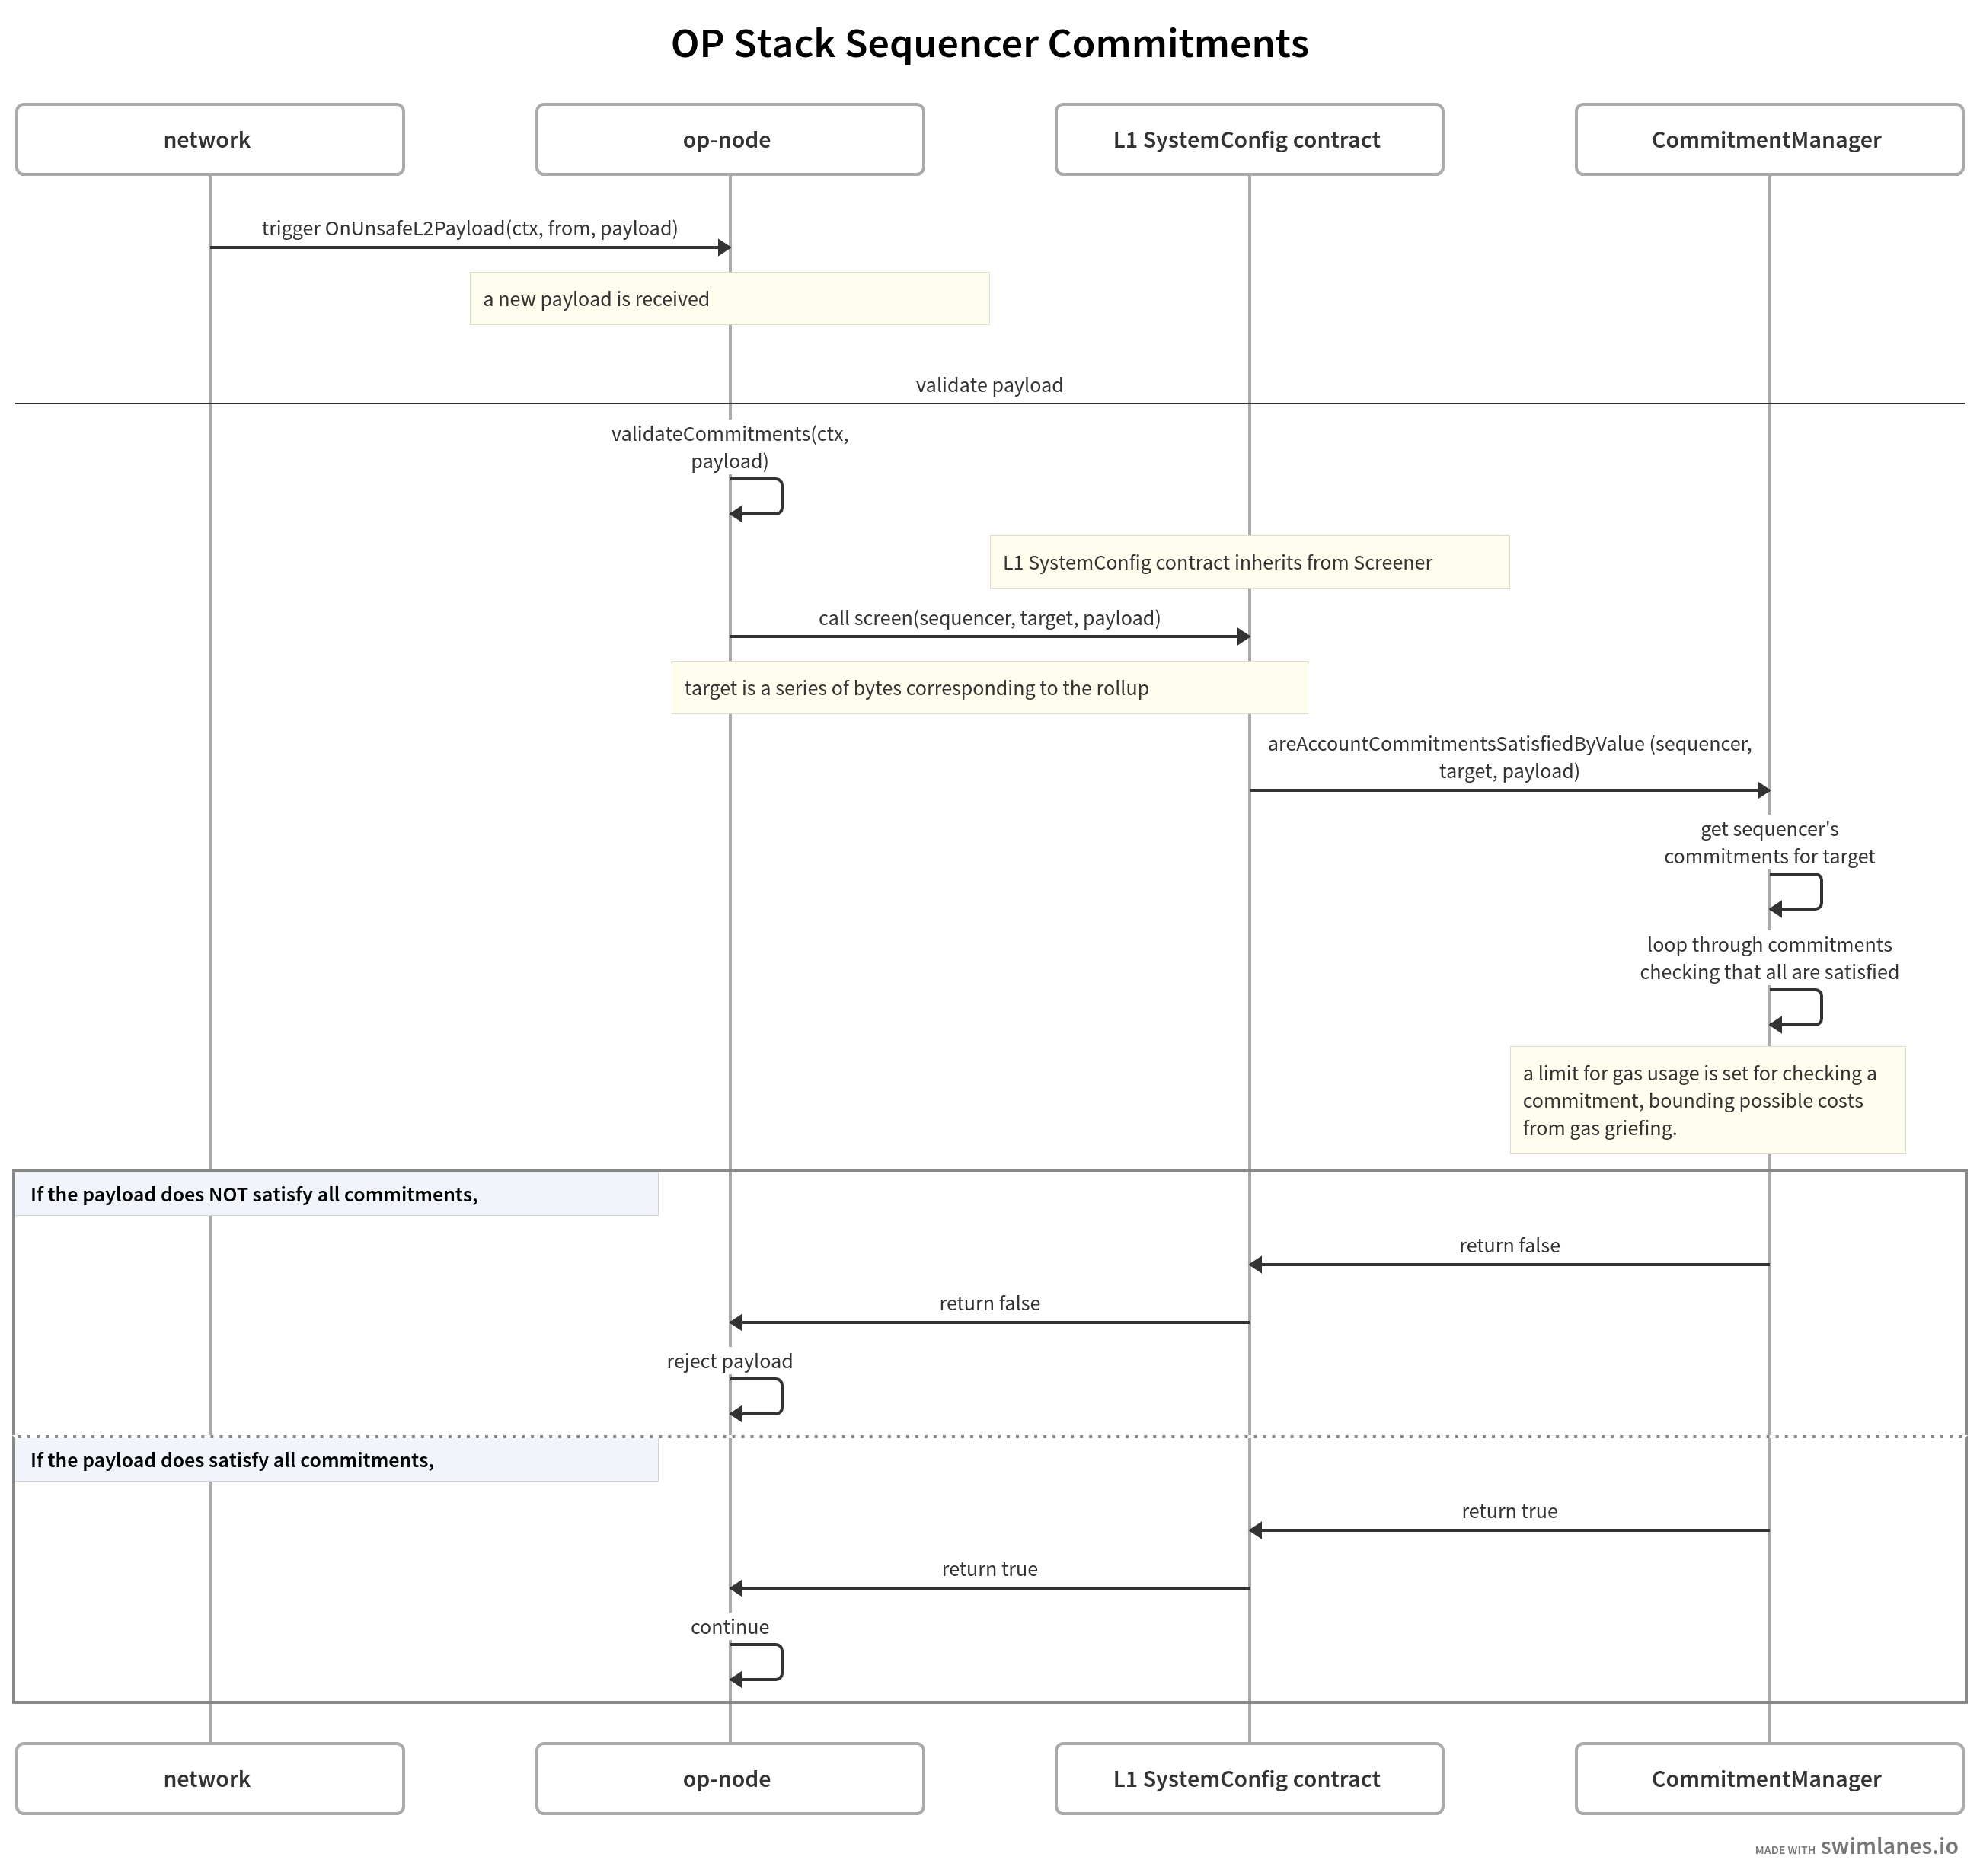 OP Stack Sequencer Commitments
network
op-node
L1 SystemConfig contract
CommitmentManager
trigger OnUnsafeL2Payload(ctx, from, payload)
a new payload is received
validate payload
validateCommitments(ctx,
payload)
L1 SystemConfig contract inherits from Screener
call screen(sequencer, target, payload)
target is a series of bytes corresponding to the rollup
areAccountCommitmentsSatisfiedByValue (sequencer,
target, payload)
get sequencer's
commitments for target
loop through commitments
checking that all are satisfied
a limit for gas usage is set for checking a
commitment, bounding possible costs
from gas griefing.
If the payload does NOT satisfy all commitments,
return false
return false
reject payload
If the payload does satisfy all commitments,
return true
return true
continue
network
op-node
L1 SystemConfig contract
CommitmentManager
MADE WITH swimlanes.io